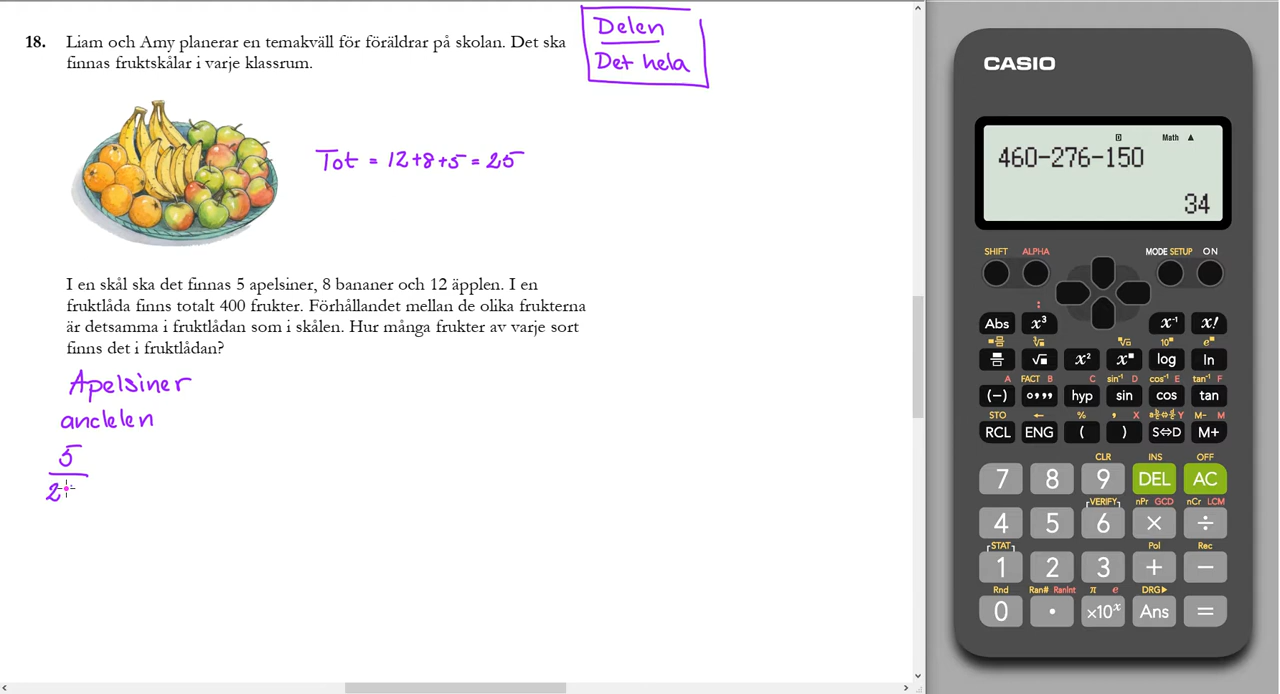 18. Liam och Amy planerar en temakväll för föräldrar på skolan. Det ska
finnas fruktskålar i varje klassrum.
Delen
Det hela
Tot = 12+8+5 = 25
I en skål ska det finnas 5 apelsiner, 8 bananer och 12 äpplen. I en
fruktlåda finns totalt 400 frukter. Förhållandet mellan de olika frukterna
är detsamma i fruktlådan som i skålen. Hur många frukter av varje sort
finns det i fruktlådan?
Apelsiner
andelen
5
2
CASIO
D Math ▲
460-276-150
34
SHIFT ALPHA MODE SETUP ON
:
Abs x³ x⁻¹ x!
³√■ 10■ e■
√■ x² x■ log ln
A FACT B C sin⁻¹ D cos⁻¹ E tan⁻¹ F
(−) hyp sin cos tan
STO ← % , X a b/c⇔d/c Y M- M
RCL ENG ( ) S⇔D M+
CLR INS OFF
7 8 9 DEL AC
VERIFY nPr GCD nCr LCM
4 5 6 × ÷
STAT Pol Rec
1 2 3 + −
Rnd Ran# RanInt π e DRG▶
0 • ×10ˣ Ans =